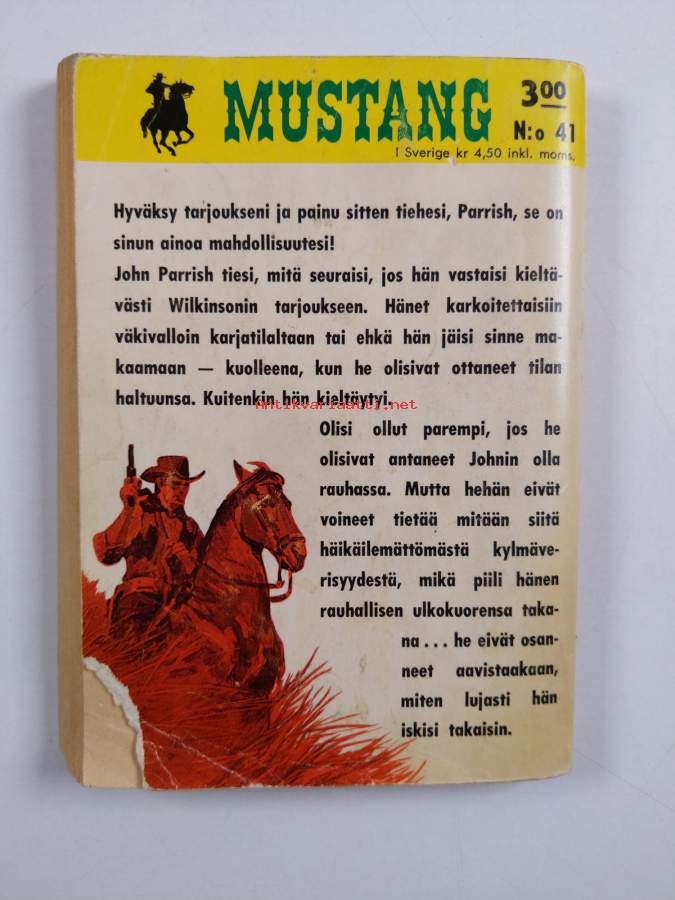 MUSTANG
3.00
N:o 41
I Sverige kr 4,50 inkl. moms.
Hyväksy tarjoukseni ja painu sitten tiehesi, Parrish, se on
sinun ainoa mahdollisuutesi!
John Parrish tiesi, mitä seuraisi, jos hän vastaisi kieltä-
västi Wilkinsonin tarjoukseen. Hänet karkoitettaisiin
väkivalloin karjatilaltaan tai ehkä hän jäisi sinne ma-
kaamaan — kuolleena, kun he olisivat ottaneet tilan
haltuunsa. Kuitenkin hän kieltäytyi.
Antikvariaatti.net
Olisi ollut parempi, jos he
olisivat antaneet Johnin olla
rauhassa. Mutta hehän eivät
voineet tietää mitään siitä
häikäilemättömästä kylmäve-
risyydestä, mikä piili hänen
rauhallisen ulkokuorensa taka-
na... he eivät osan-
neet aavistaakaan,
miten lujasti hän
iskisi takaisin.